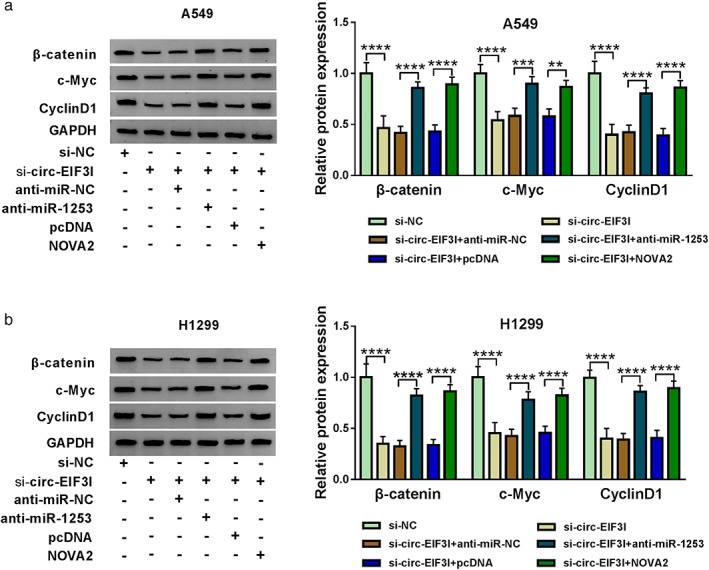 a
A549
β-catenin
c-Myc
CyclinD1
GAPDH
si-NC + - - - - -
si-circ-EIF3I - + + + + +
anti-miR-NC - - + - - -
anti-miR-1253 - - - + - -
pcDNA - - - - + -
NOVA2 - - - - - +
A549
Relative protein expression
1.5
1.0
0.5
0.0
**** **** **** **** *** ** **** **** ****
β-catenin c-Myc CyclinD1
si-NC si-circ-EIF3I
si-circ-EIF3I+anti-miR-NC si-circ-EIF3I+anti-miR-1253
si-circ-EIF3I+pcDNA si-circ-EIF3I+NOVA2
b
H1299
β-catenin
c-Myc
CyclinD1
GAPDH
si-NC + - - - - -
si-circ-EIF3I - + + + + +
anti-miR-NC - - + - - -
anti-miR-1253 - - - + - -
pcDNA - - - - + -
NOVA2 - - - - - +
H1299
Relative protein expression
1.5
1.0
0.5
0.0
**** **** **** **** **** **** **** **** ****
β-catenin c-Myc CyclinD1
si-NC si-circ-EIF3I
si-circ-EIF3I+anti-miR-NC si-circ-EIF3I+anti-miR-1253
si-circ-EIF3I+pcDNA si-circ-EIF3I+NOVA2